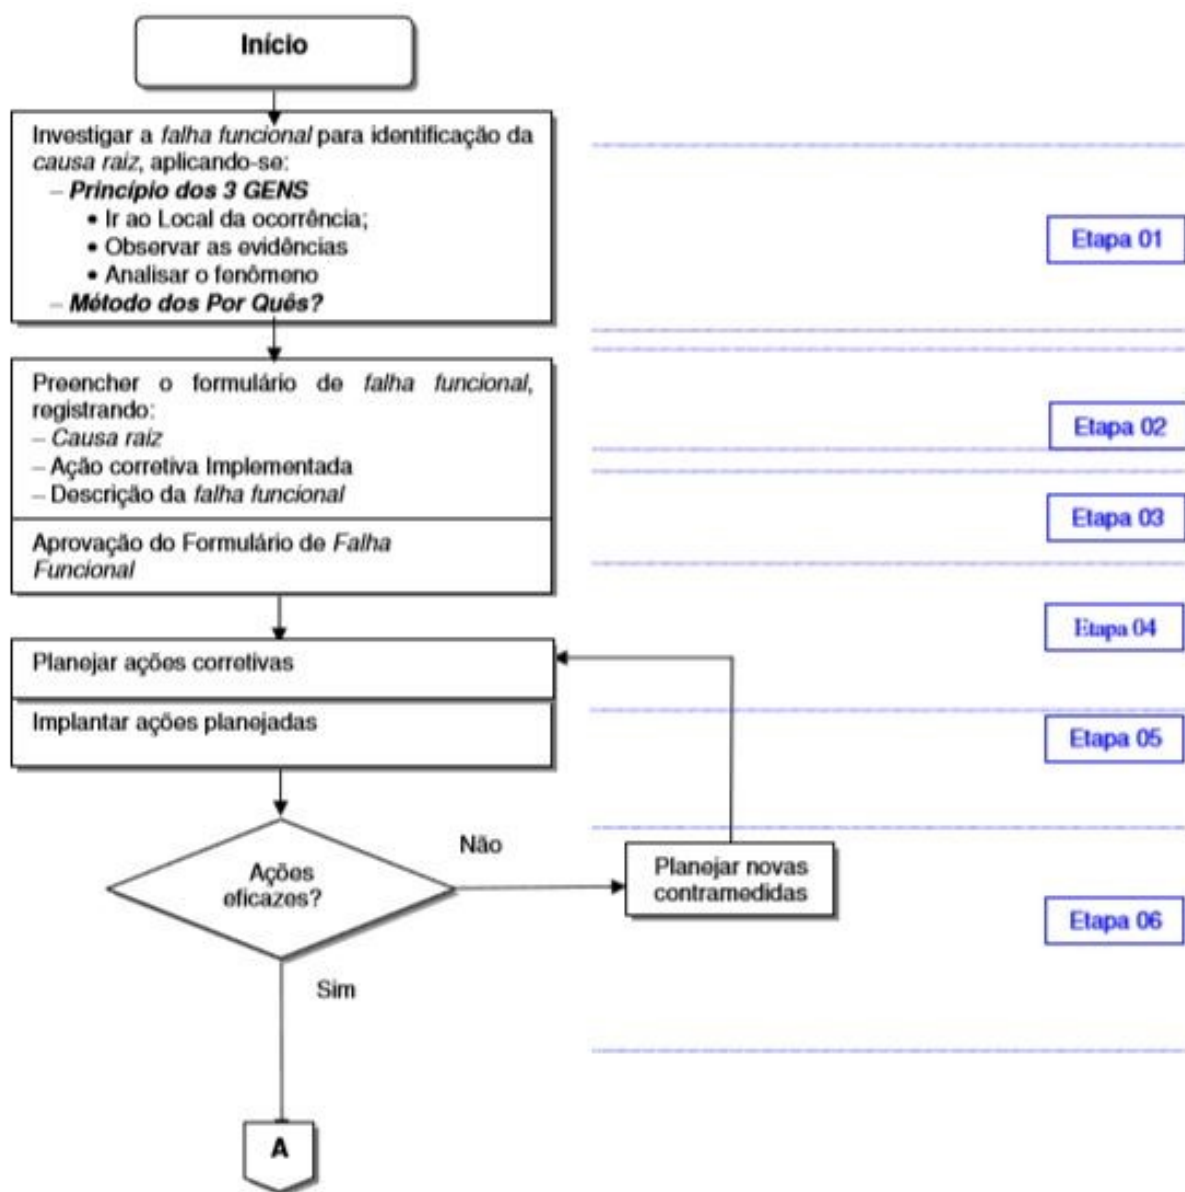 Início
Investigar a falha funcional para identificação da
causa raiz, aplicando-se:
– Princípio dos 3 GENS
• Ir ao Local da ocorrência;
• Observar as evidências
• Analisar o fenômeno
– Método dos Por Quês?
Etapa 01
Preencher o formulário de falha funcional,
registrando:
– Causa raiz
– Ação corretiva Implementada
– Descrição da falha funcional
Etapa 02
Aprovação do Formulário de Falha
Funcional
Etapa 03
Planejar ações corretivas
Etapa 04
Implantar ações planejadas
Etapa 05
Ações
eficazes?
Não
Planejar novas
contramedidas
Etapa 06
Sim
A